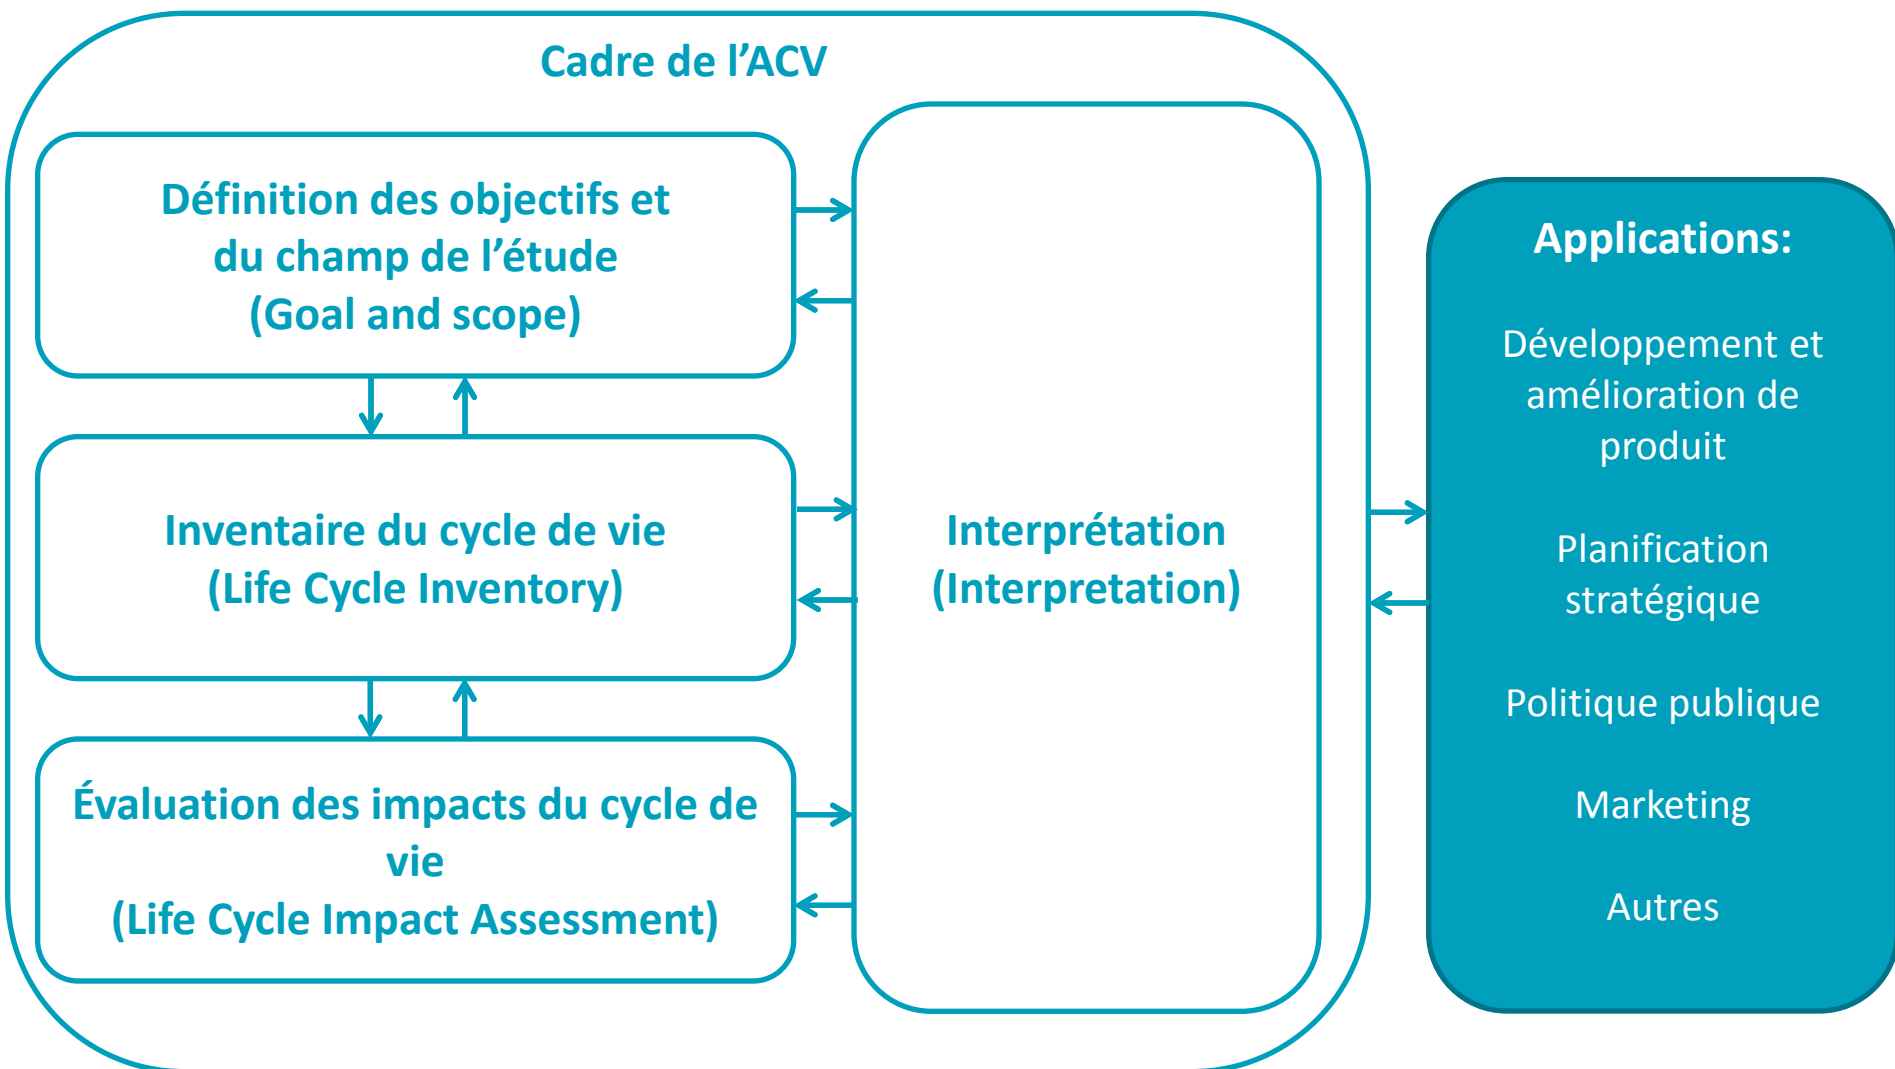 Cadre de l’ACV
Définition des objectifs et
du champ de l’étude
(Goal and scope)
Inventaire du cycle de vie
(Life Cycle Inventory)
Évaluation des impacts du cycle de
vie
(Life Cycle Impact Assessment)
Interprétation
(Interpretation)
Applications:
Développement et
amélioration de
produit
Planification
stratégique
Politique publique
Marketing
Autres